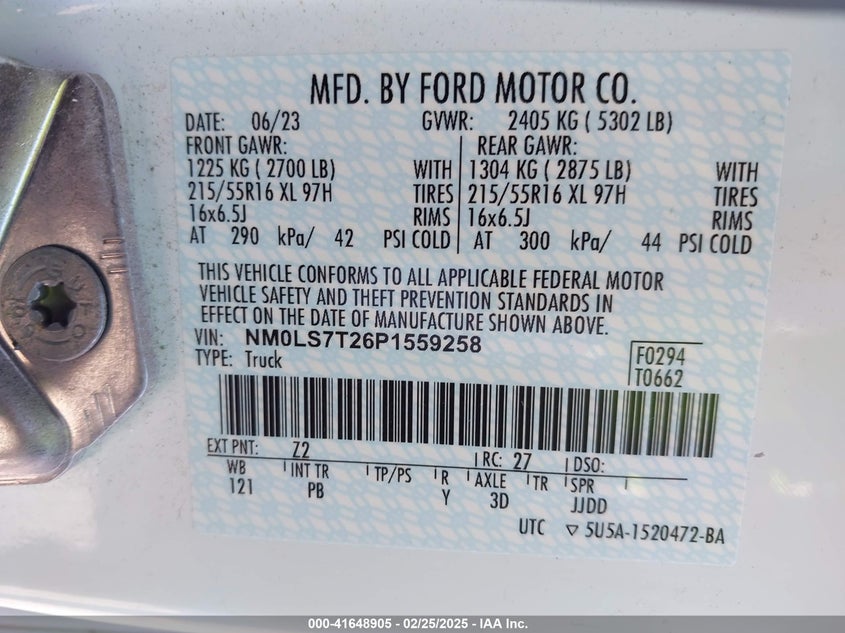 MFD. BY FORD MOTOR CO.
DATE: 06/23 GVWR: 2405 KG ( 5302 LB)
FRONT GAWR: REAR GAWR:
1225 KG ( 2700 LB) WITH 1304 KG ( 2875 LB) WITH
215/55R16 XL 97H TIRES 215/55R16 XL 97H TIRES
16x6.5J RIMS 16x6.5J RIMS
AT 290 kPa/ 42 PSI COLD AT 300 kPa/ 44 PSI COLD
THIS VEHICLE CONFORMS TO ALL APPLICABLE FEDERAL MOTOR
VEHICLE SAFETY AND THEFT PREVENTION STANDARDS IN
EFFECT ON THE DATE OF MANUFACTURE SHOWN ABOVE.
VIN: NM0LS7T26P1559258
TYPE: Truck
F0294
T0662
EXT PNT: Z2 RC: 27 DSO:
WB INT TR TP/PS R AXLE TR SPR
121 PB Y 3D JJDD
UTC ▽ 5U5A-1520472-BA
000-41648905 - 02/25/2025 - IAA Inc.